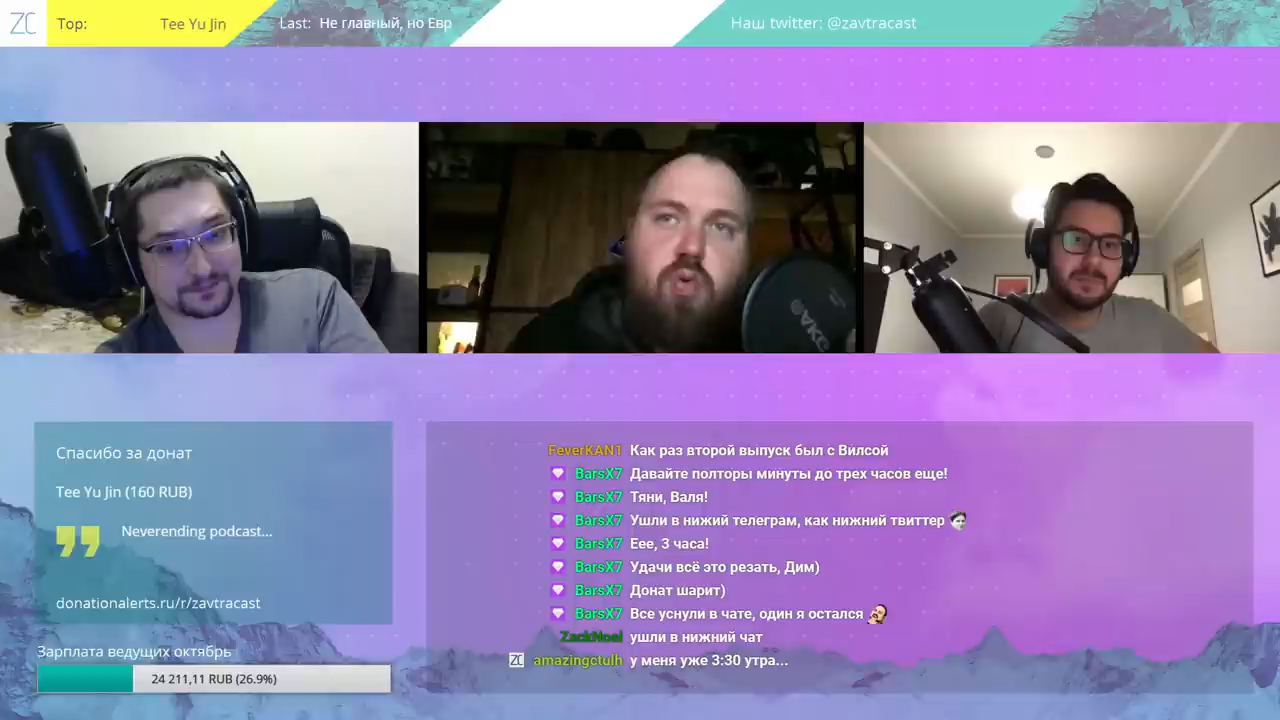 ZC
Top: Tee Yu Jin
Last: Не главный, но Евр
Наш twitter: @zavtracast
AKG
Спасибо за донат
Tee Yu Jin (160 RUB)
Neverending podcast...
donationalerts.ru/r/zavtracast
Зарплата ведущих октябрь
24 211,11 RUB (26.9%)
FeverKAN1 Как раз второй выпуск был с Вилсой
BarsX7 Давайте полторы минуты до трех часов еще!
BarsX7 Тяни, Валя!
BarsX7 Ушли в нижий телеграм, как нижний твиттер
BarsX7 Еее, 3 часа!
BarsX7 Удачи всё это резать, Дим)
BarsX7 Донат шарит)
BarsX7 Все уснули в чате, один я остался
ZackNoel ушли в нижний чат
ZC amazingctulh у меня уже 3:30 утра...